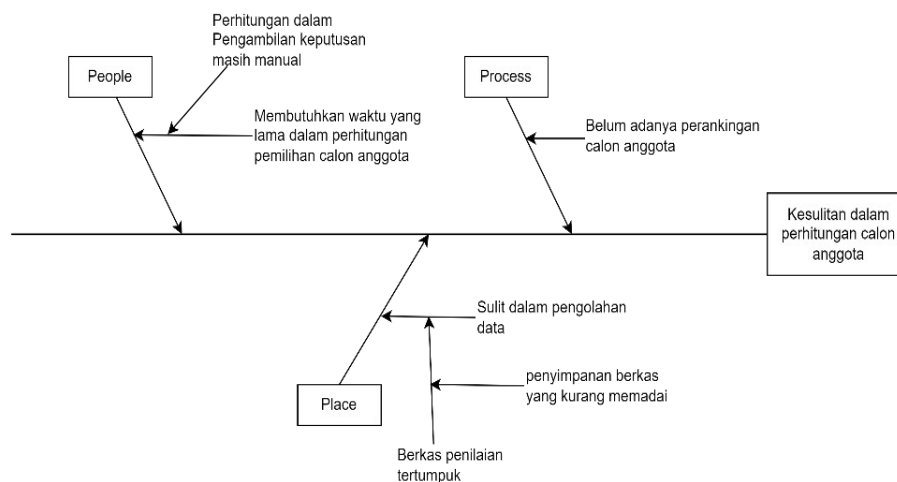 Perhitungan dalam
Pengambilan keputusan
masih manual
People
Process
Membutuhkan waktu yang
lama dalam perhitungan
pemilihan calon anggota
Belum adanya perankingan
calon anggota
Kesulitan dalam
perhitungan calon
anggota
Sulit dalam pengolahan
data
penyimpanan berkas
yang kurang memadai
Place
Berkas penilaian
tertumpuk